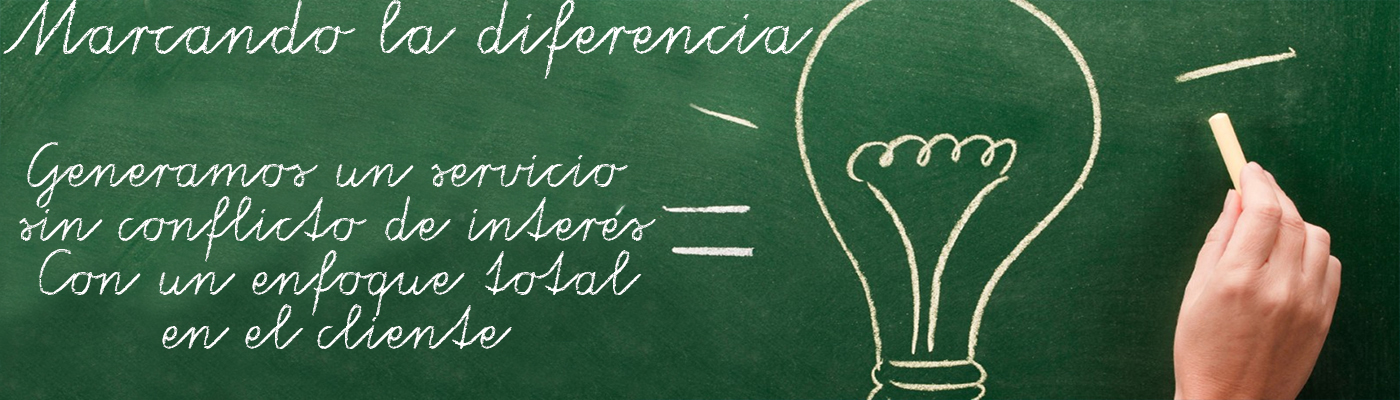 Marcando la diferencia
Generamos un servicio
sin conflicto de interés
Con un enfoque total
en el cliente
=